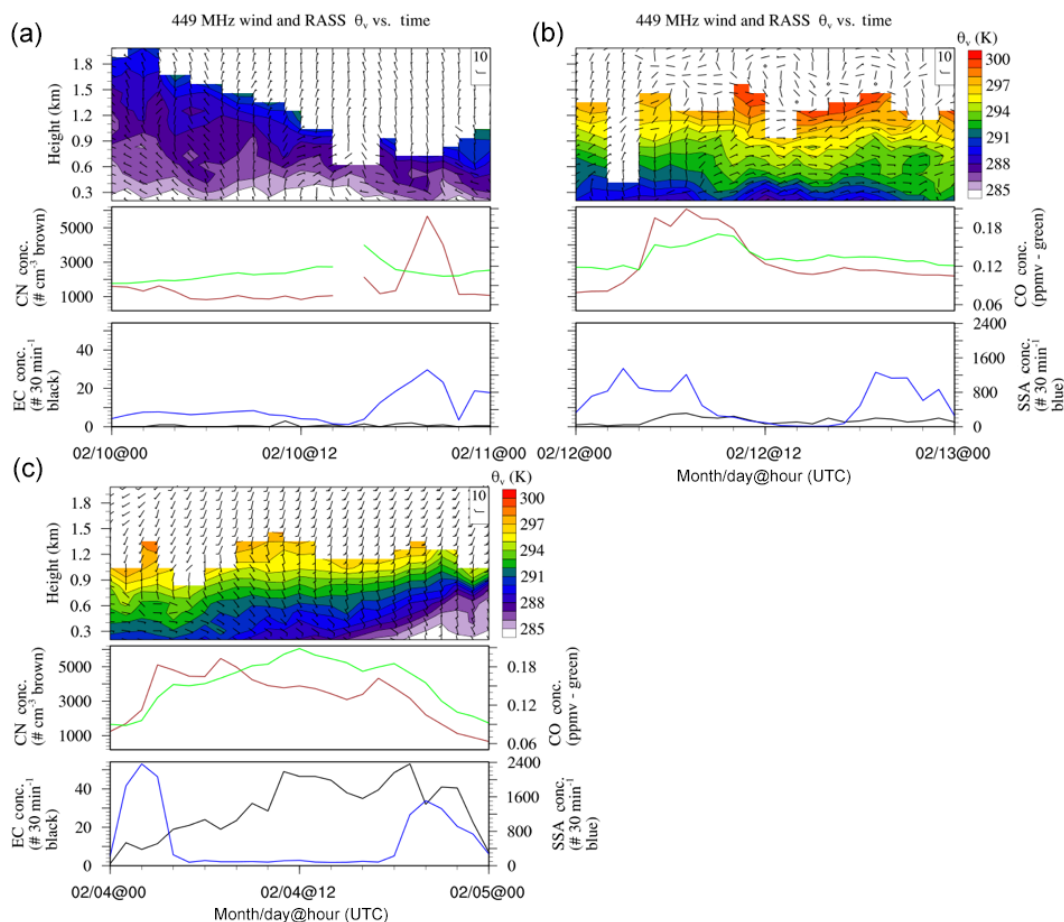 449 MHz wind and RASS θv vs. time
449 MHz wind and RASS θv vs. time
(a)
(b)
θv (K)
10
10
Height (km)
1.8
1.5
1.2
0.9
0.6
0.3
300
297
294
291
288
285
CN conc.
(# cm-3 brown)
5000
3000
1000
0.18
0.12
0.06
CO conc
(ppmv - green)
EC conc.
(# 30 min-1
black)
40
20
0
2400
1600
800
0
SSA conc.
(# 30 min-1
blue)
02/10@00
02/10@12
02/11@00
02/12@00
02/12@12
02/13@00
Month/day@hour (UTC)
(c)
θv (K)
10
Height (km)
1.8
1.5
1.2
0.9
0.6
0.3
300
297
294
291
288
285
CN conc.
(# cm-3 brown)
5000
3000
1000
0.18
0.12
0.06
CO conc.
(ppmv - green)
EC conc.
(# 30 min-1
black)
40
20
0
2400
1600
800
0
SSA conc.
(# 30 min-1
blue)
02/04@00
02/04@12
02/05@00
Month/day@hour (UTC)